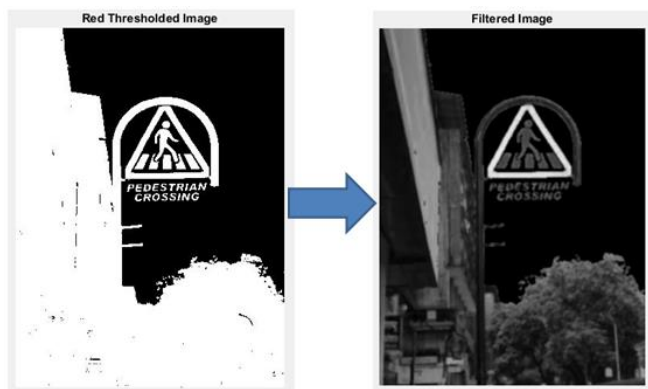 Red Thresholded Image
Filtered Image
PEDESTRIAN
CROSSING
PEDESTRIAN
CROSSING